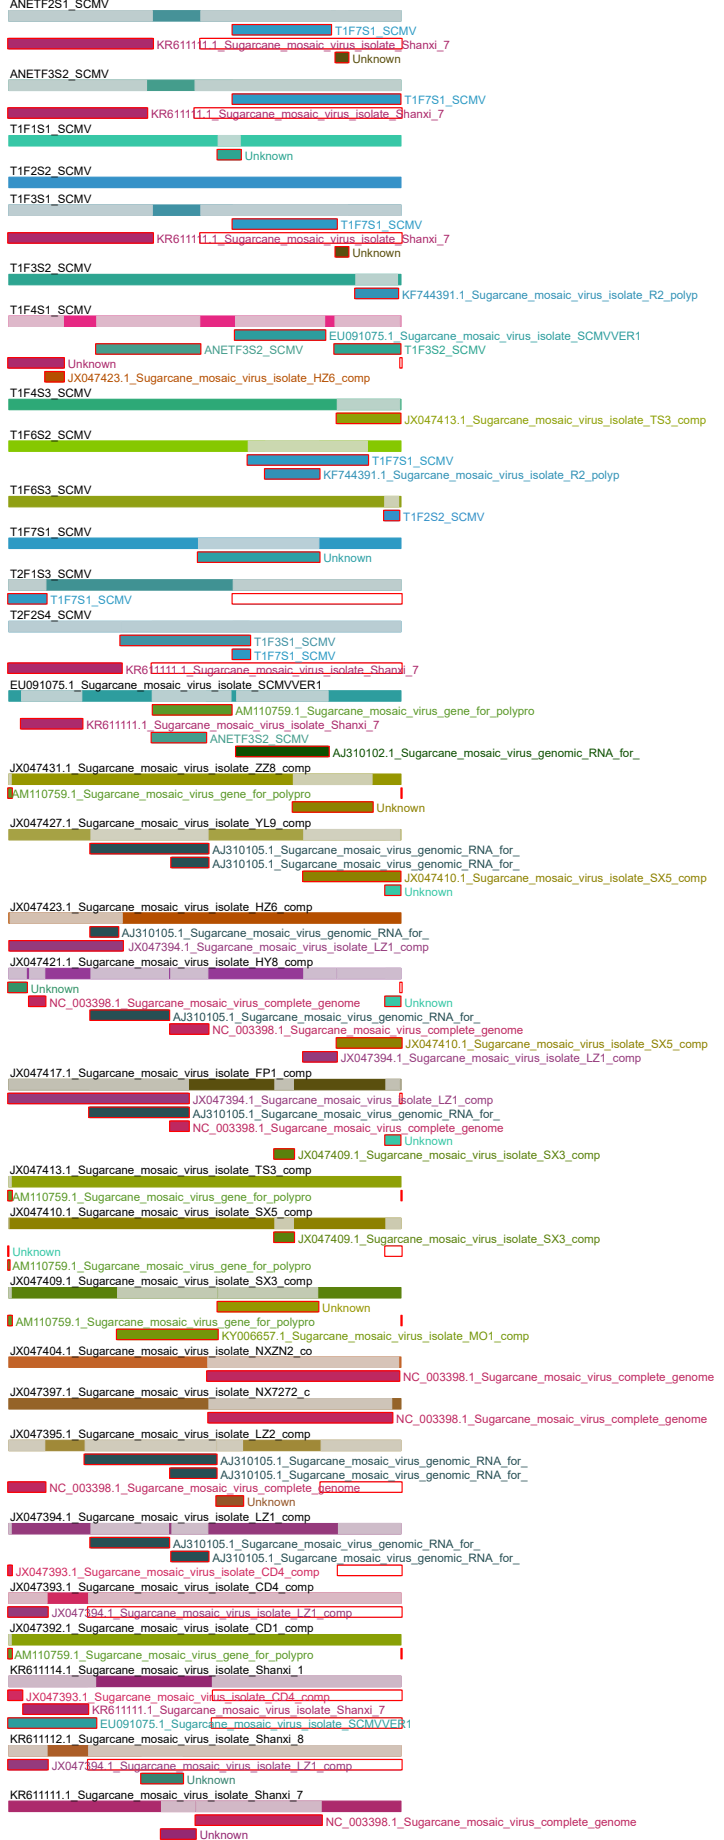 ANETF2S1_SCMV
T1F7S1_SCMV
KR611111.1_Sugarcane_mosaic_virus_isolate_Shanxi_7
Unknown
ANETF3S2_SCMV
T1F7S1_SCMV
KR611111.1_Sugarcane_mosaic_virus_isolate_Shanxi_7
T1F1S1_SCMV
Unknown
T1F2S2_SCMV
T1F3S1_SCMV
T1F7S1_SCMV
KR611111.1_Sugarcane_mosaic_virus_isolate_Shanxi_7
Unknown
T1F3S2_SCMV
KF744391.1_Sugarcane_mosaic_virus_isolate_R2_polyp
T1F4S1_SCMV
EU091075.1_Sugarcane_mosaic_virus_isolate_SCMVVER1
ANETF3S2_SCMV T1F3S2_SCMV
Unknown
JX047423.1_Sugarcane_mosaic_virus_isolate_HZ6_comp
T1F4S3_SCMV
JX047413.1_Sugarcane_mosaic_virus_isolate_TS3_comp
T1F6S2_SCMV
T1F7S1_SCMV
KF744391.1_Sugarcane_mosaic_virus_isolate_R2_polyp
T1F6S3_SCMV
T1F2S2_SCMV
T1F7S1_SCMV
Unknown
T2F1S3_SCMV
T1F7S1_SCMV
T2F2S4_SCMV
T1F3S1_SCMV
T1F7S1_SCMV
KR611111.1_Sugarcane_mosaic_virus_isolate_Shanxi_7
EU091075.1_Sugarcane_mosaic_virus_isolate_SCMVVER1
AM110759.1_Sugarcane_mosaic_virus_gene_for_polypro
KR611111.1_Sugarcane_mosaic_virus_isolate_Shanxi_7
ANETF3S2_SCMV
AJ310102.1_Sugarcane_mosaic_virus_genomic_RNA_for_
JX047431.1_Sugarcane_mosaic_virus_isolate_ZZ8_comp
AM110759.1_Sugarcane_mosaic_virus_gene_for_polypro
Unknown
JX047427.1_Sugarcane_mosaic_virus_isolate_YL9_comp
AJ310105.1_Sugarcane_mosaic_virus_genomic_RNA_for_
AJ310105.1_Sugarcane_mosaic_virus_genomic_RNA_for_
JX047410.1_Sugarcane_mosaic_virus_isolate_SX5_comp
Unknown
JX047423.1_Sugarcane_mosaic_virus_isolate_HZ6_comp
AJ310105.1_Sugarcane_mosaic_virus_genomic_RNA_for_
JX047394.1_Sugarcane_mosaic_virus_isolate_LZ1_comp
JX047421.1_Sugarcane_mosaic_virus_isolate_HY8_comp
Unknown
NC_003398.1_Sugarcane_mosaic_virus_complete_genome Unknown
AJ310105.1_Sugarcane_mosaic_virus_genomic_RNA_for_
NC_003398.1_Sugarcane_mosaic_virus_complete_genome
JX047410.1_Sugarcane_mosaic_virus_isolate_SX5_comp
JX047394.1_Sugarcane_mosaic_virus_isolate_LZ1_comp
JX047417.1_Sugarcane_mosaic_virus_isolate_FP1_comp
JX047394.1_Sugarcane_mosaic_virus_isolate_LZ1_comp
AJ310105.1_Sugarcane_mosaic_virus_genomic_RNA_for_
NC_003398.1_Sugarcane_mosaic_virus_complete_genome
Unknown
JX047409.1_Sugarcane_mosaic_virus_isolate_SX3_comp
JX047413.1_Sugarcane_mosaic_virus_isolate_TS3_comp
AM110759.1_Sugarcane_mosaic_virus_gene_for_polypro
JX047410.1_Sugarcane_mosaic_virus_isolate_SX5_comp
JX047409.1_Sugarcane_mosaic_virus_isolate_SX3_comp
Unknown
AM110759.1_Sugarcane_mosaic_virus_gene_for_polypro
JX047409.1_Sugarcane_mosaic_virus_isolate_SX3_comp
Unknown
AM110759.1_Sugarcane_mosaic_virus_gene_for_polypro
KY006657.1_Sugarcane_mosaic_virus_isolate_MO1_comp
JX047404.1_Sugarcane_mosaic_virus_isolate_NXZN2_co
NC_003398.1_Sugarcane_mosaic_virus_complete_genome
JX047397.1_Sugarcane_mosaic_virus_isolate_NX7272_c
NC_003398.1_Sugarcane_mosaic_virus_complete_genome
JX047395.1_Sugarcane_mosaic_virus_isolate_LZ2_comp
AJ310105.1_Sugarcane_mosaic_virus_genomic_RNA_for_
AJ310105.1_Sugarcane_mosaic_virus_genomic_RNA_for_
NC_003398.1_Sugarcane_mosaic_virus_complete_genome
Unknown
JX047394.1_Sugarcane_mosaic_virus_isolate_LZ1_comp
AJ310105.1_Sugarcane_mosaic_virus_genomic_RNA_for_
AJ310105.1_Sugarcane_mosaic_virus_genomic_RNA_for_
JX047393.1_Sugarcane_mosaic_virus_isolate_CD4_comp
JX047393.1_Sugarcane_mosaic_virus_isolate_CD4_comp
JX047394.1_Sugarcane_mosaic_virus_isolate_LZ1_comp
JX047392.1_Sugarcane_mosaic_virus_isolate_CD1_comp
AM110759.1_Sugarcane_mosaic_virus_gene_for_polypro
KR611114.1_Sugarcane_mosaic_virus_isolate_Shanxi_1
JX047393.1_Sugarcane_mosaic_virus_isolate_CD4_comp
KR611111.1_Sugarcane_mosaic_virus_isolate_Shanxi_7
EU091075.1_Sugarcane_mosaic_virus_isolate_SCMVVER1
KR611112.1_Sugarcane_mosaic_virus_isolate_Shanxi_8
JX047394.1_Sugarcane_mosaic_virus_isolate_LZ1_comp
Unknown
KR611111.1_Sugarcane_mosaic_virus_isolate_Shanxi_7
NC_003398.1_Sugarcane_mosaic_virus_complete_genome
Unknown